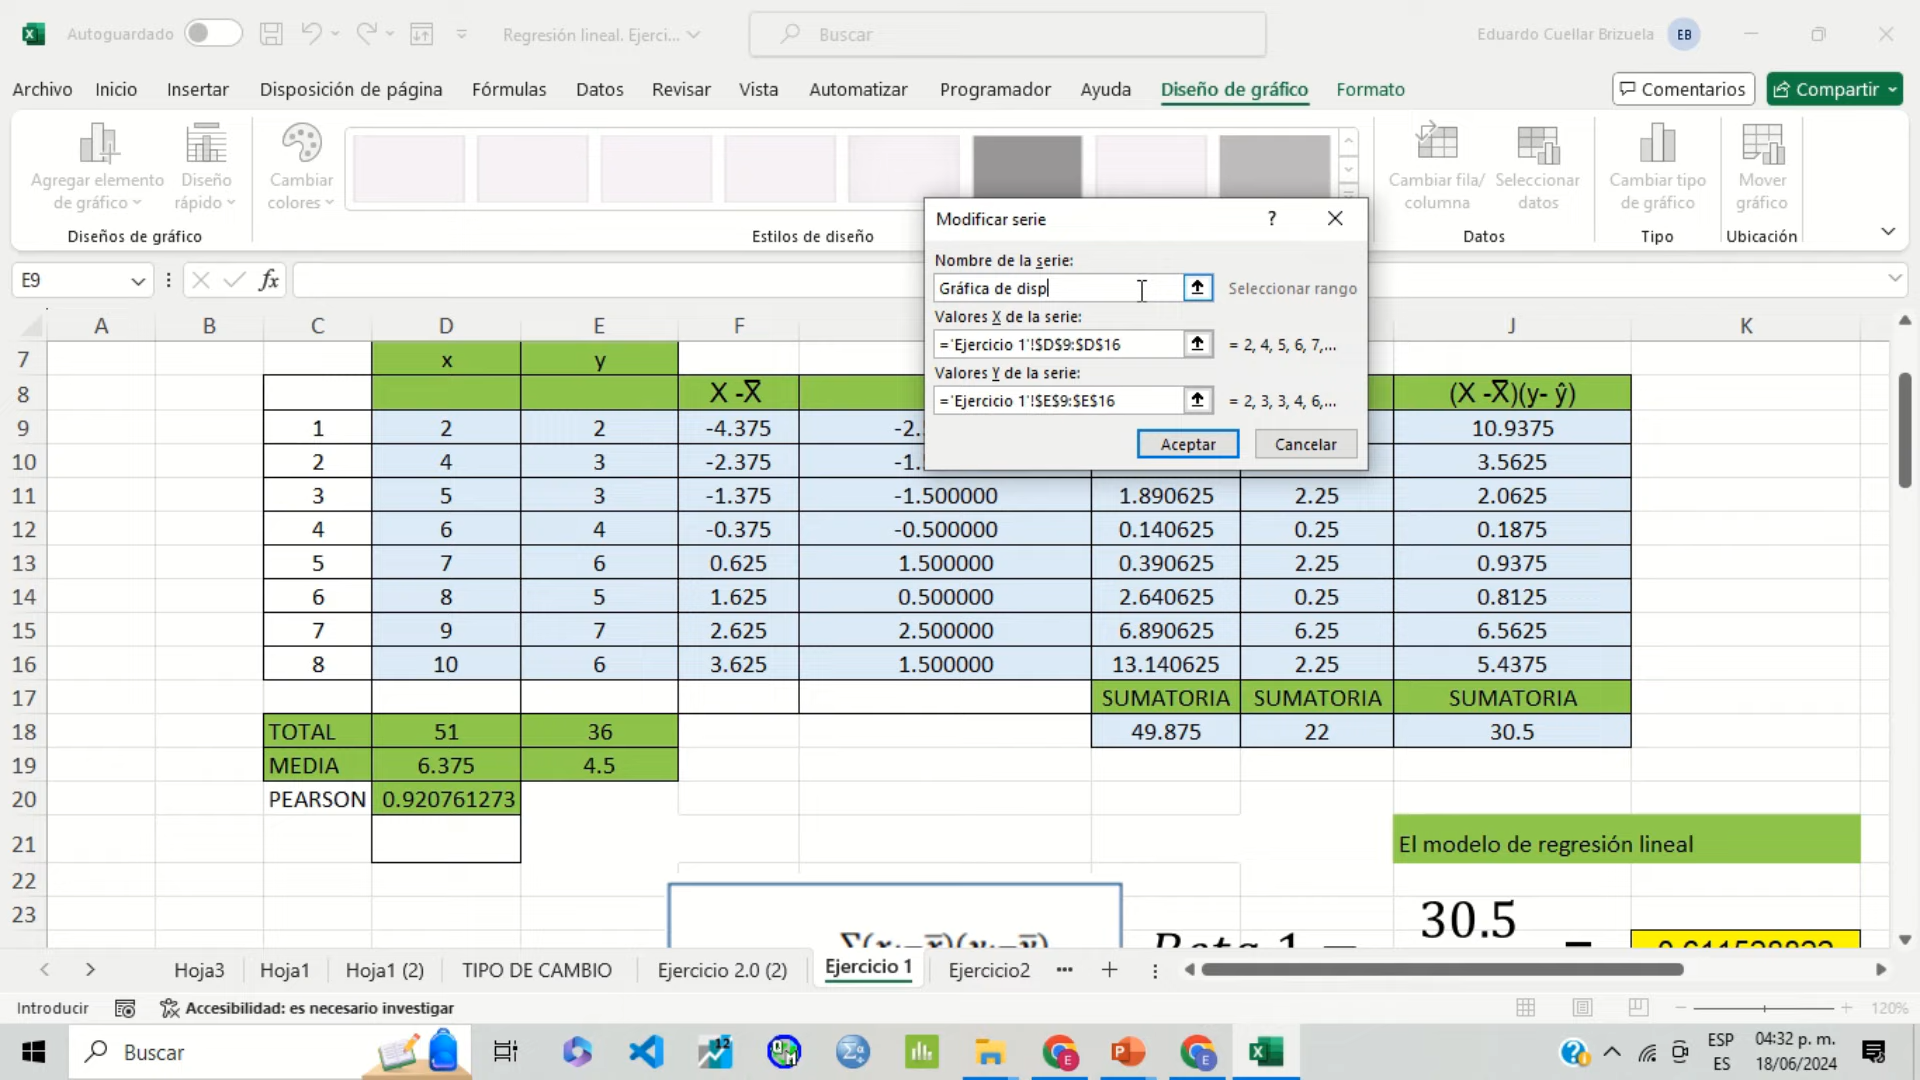 Autoguardado
Regresión lineal. Ejerci...
Buscar
Eduardo Cuellar Brizuela
EB
Archivo Inicio Insertar Disposición de página Fórmulas Datos Revisar Vista Automatizar Programador Ayuda Diseño de gráfico Formato
Comentarios
Compartir
Agregar elemento de gráfico
Diseño rápido
Cambiar colores
Cambiar fila/ columna
Seleccionar datos
Cambiar tipo de gráfico
Mover gráfico
Diseños de gráfico
Estilos de diseño
Datos
Tipo
Ubicación
Modificar serie ?
Nombre de la serie:
Gráfica de disp
Seleccionar rango
Valores X de la serie:
='Ejercicio 1'!$D$9:$D$16
= 2, 4, 5, 6, 7,...
Valores Y de la serie:
='Ejercicio 1'!$E$9:$E$16
= 2, 3, 3, 4, 6,...
Aceptar
Cancelar
E9
fx
A B C D E F J K
7 x y
8 X -X̅ (X -X̅)(y- ŷ)
9 1 2 2 -4.375 -2. 10.9375
10 2 4 3 -2.375 -1. 3.5625
11 3 5 3 -1.375 -1.500000 1.890625 2.25 2.0625
12 4 6 4 -0.375 -0.500000 0.140625 0.25 0.1875
13 5 7 6 0.625 1.500000 0.390625 2.25 0.9375
14 6 8 5 1.625 0.500000 2.640625 0.25 0.8125
15 7 9 7 2.625 2.500000 6.890625 6.25 6.5625
16 8 10 6 3.625 1.500000 13.140625 2.25 5.4375
17 SUMATORIA SUMATORIA SUMATORIA
18 TOTAL 51 36 49.875 22 30.5
19 MEDIA 6.375 4.5
20 PEARSON 0.920761273
21 El modelo de regresión lineal
22
23 30.5
Hoja3 Hoja1 Hoja1 (2) TIPO DE CAMBIO Ejercicio 2.0 (2) Ejercicio 1 Ejercicio2
Introducir
Accesibilidad: es necesario investigar
120%
Buscar
ESP
ES
04:32 p. m.
18/06/2024